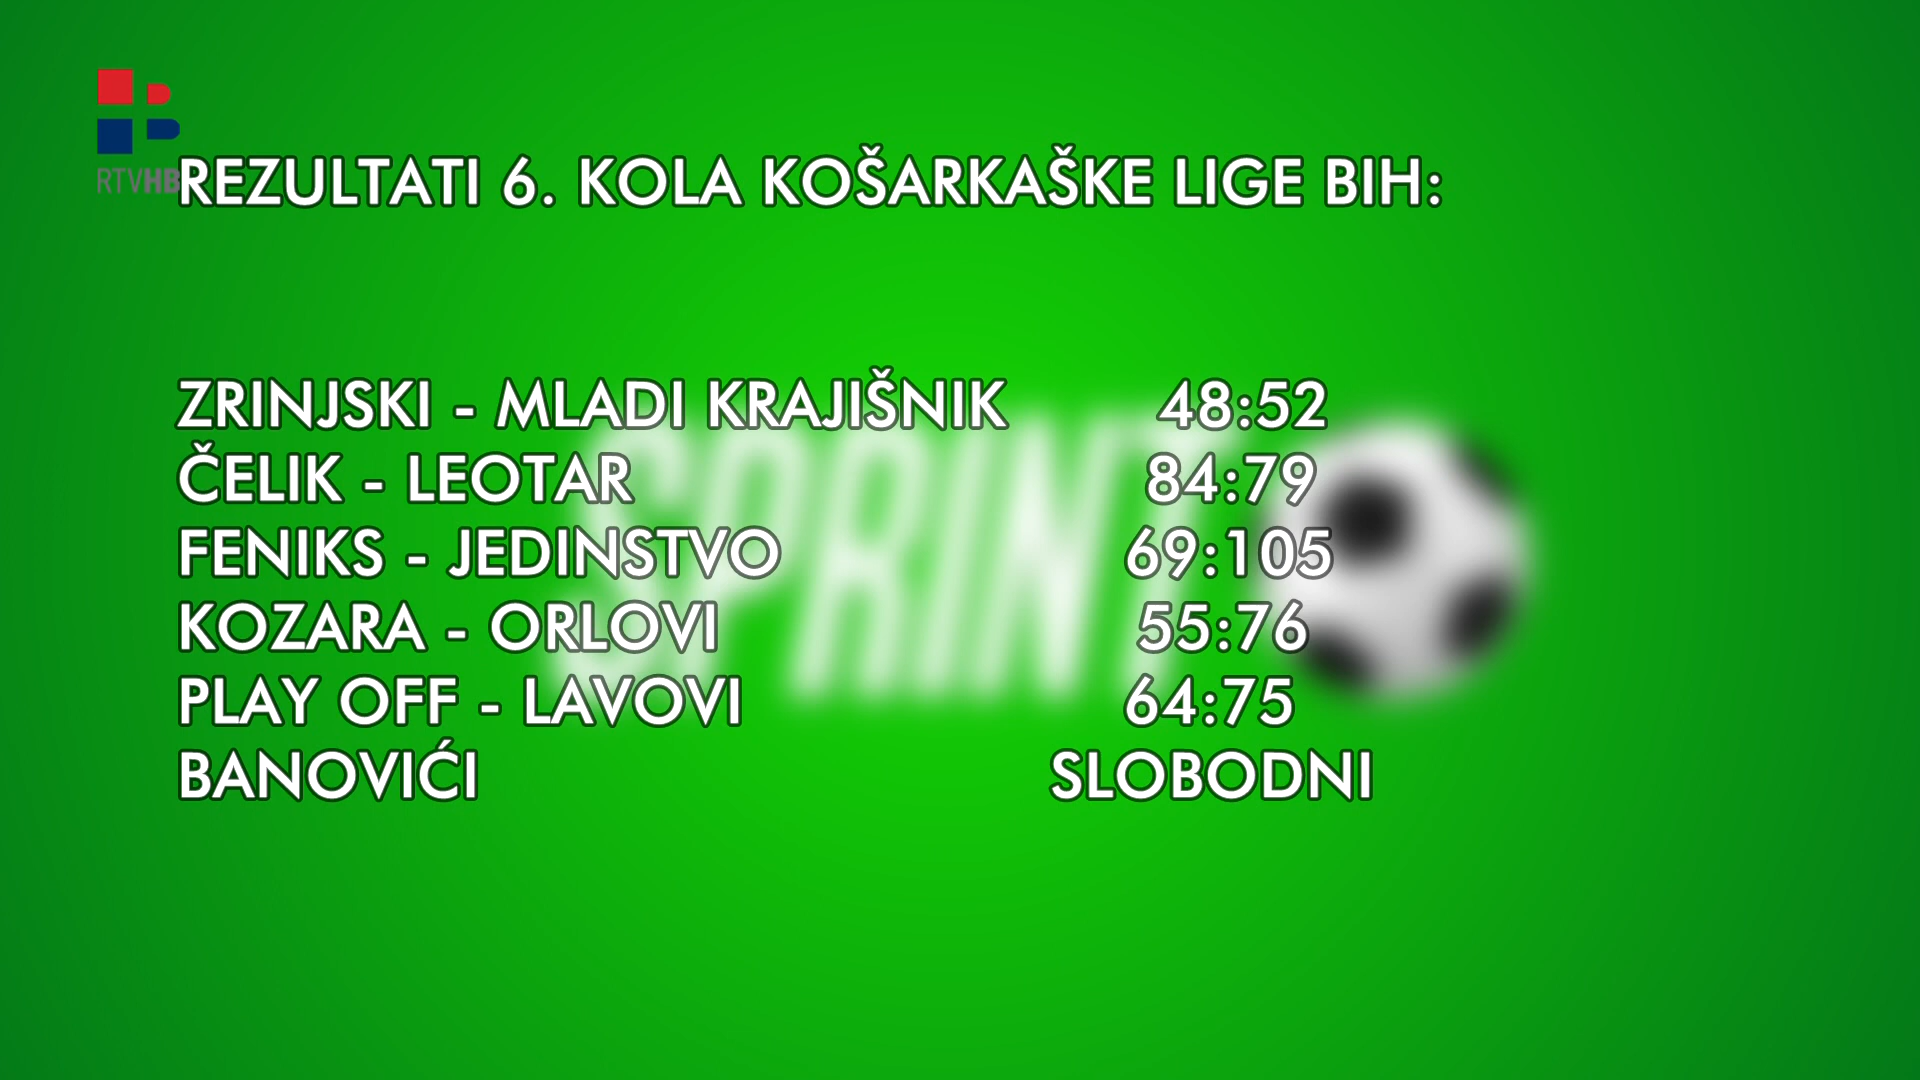 RTVHB
REZULTATI 6. KOLA KOŠARKAŠKE LIGE BIH:
ZRINJSKI - MLADI KRAJIŠNIK 48:52
ČELIK - LEOTAR 84:79
FENIKS - JEDINSTVO 69:105
KOZARA - ORLOVI 55:76
PLAY OFF - LAVOVI 64:75
BANOVIĆI SLOBODNI
SPRINT